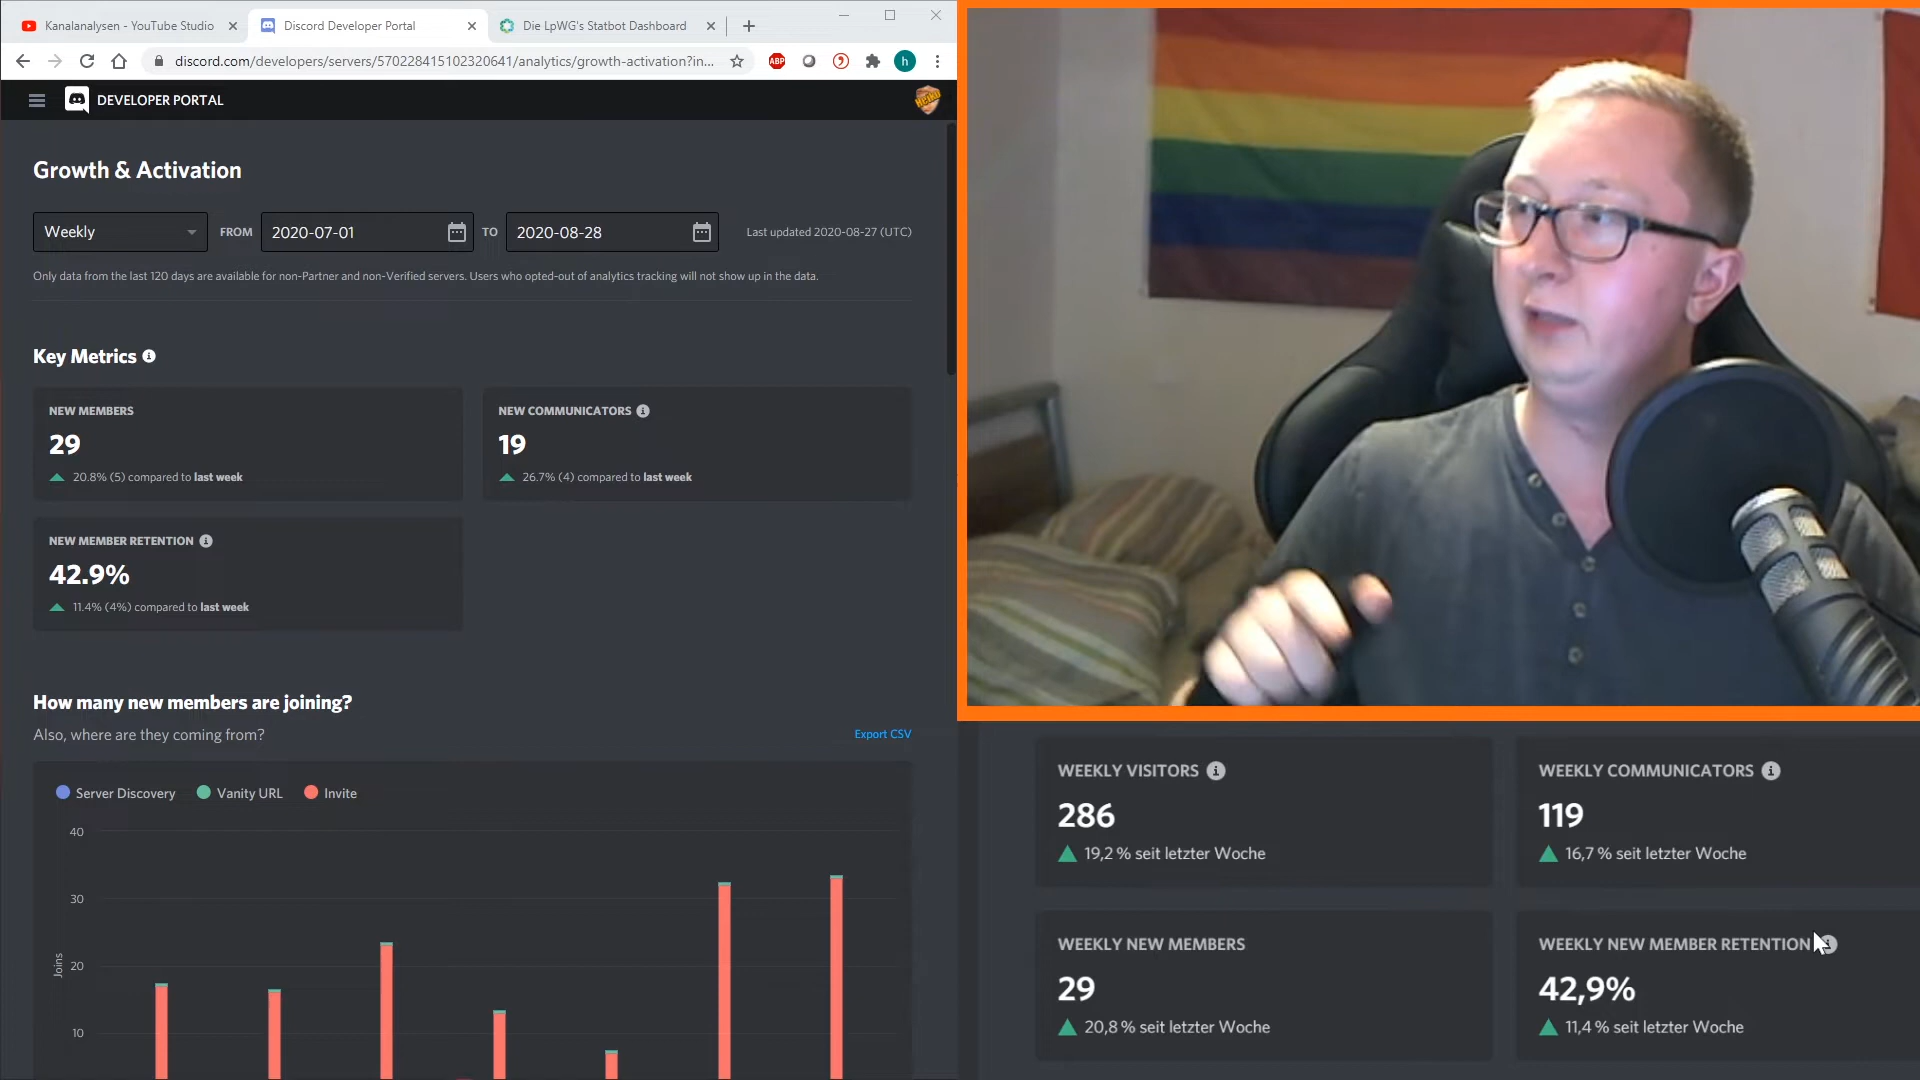 Kanalanalysen - YouTube Studio
Discord Developer Portal
Die LpWG's Statbot Dashboard
discord.com/developers/servers/570228415102320641/analytics/growth-activation?in...
ABP
h
DEVELOPER PORTAL
Heiko
Growth & Activation
Weekly
FROM
2020-07-01
TO
2020-08-28
Last updated 2020-08-27 (UTC)
Only data from the last 120 days are available for non-Partner and non-Verified servers. Users who opted-out of analytics tracking will not show up in the data.
Key Metrics
NEW MEMBERS
29
20.8% (5) compared to last week
NEW COMMUNICATORS
19
26.7% (4) compared to last week
NEW MEMBER RETENTION
42.9%
11.4% (4%) compared to last week
How many new members are joining?
Also, where are they coming from?
Export CSV
Server Discovery
Vanity URL
Invite
40
30
20
10
Joins
WEEKLY VISITORS
286
19,2 % seit letzter Woche
WEEKLY COMMUNICATORS
119
16,7 % seit letzter Woche
WEEKLY NEW MEMBERS
29
20,8 % seit letzter Woche
WEEKLY NEW MEMBER RETENTION
42,9%
11,4 % seit letzter Woche